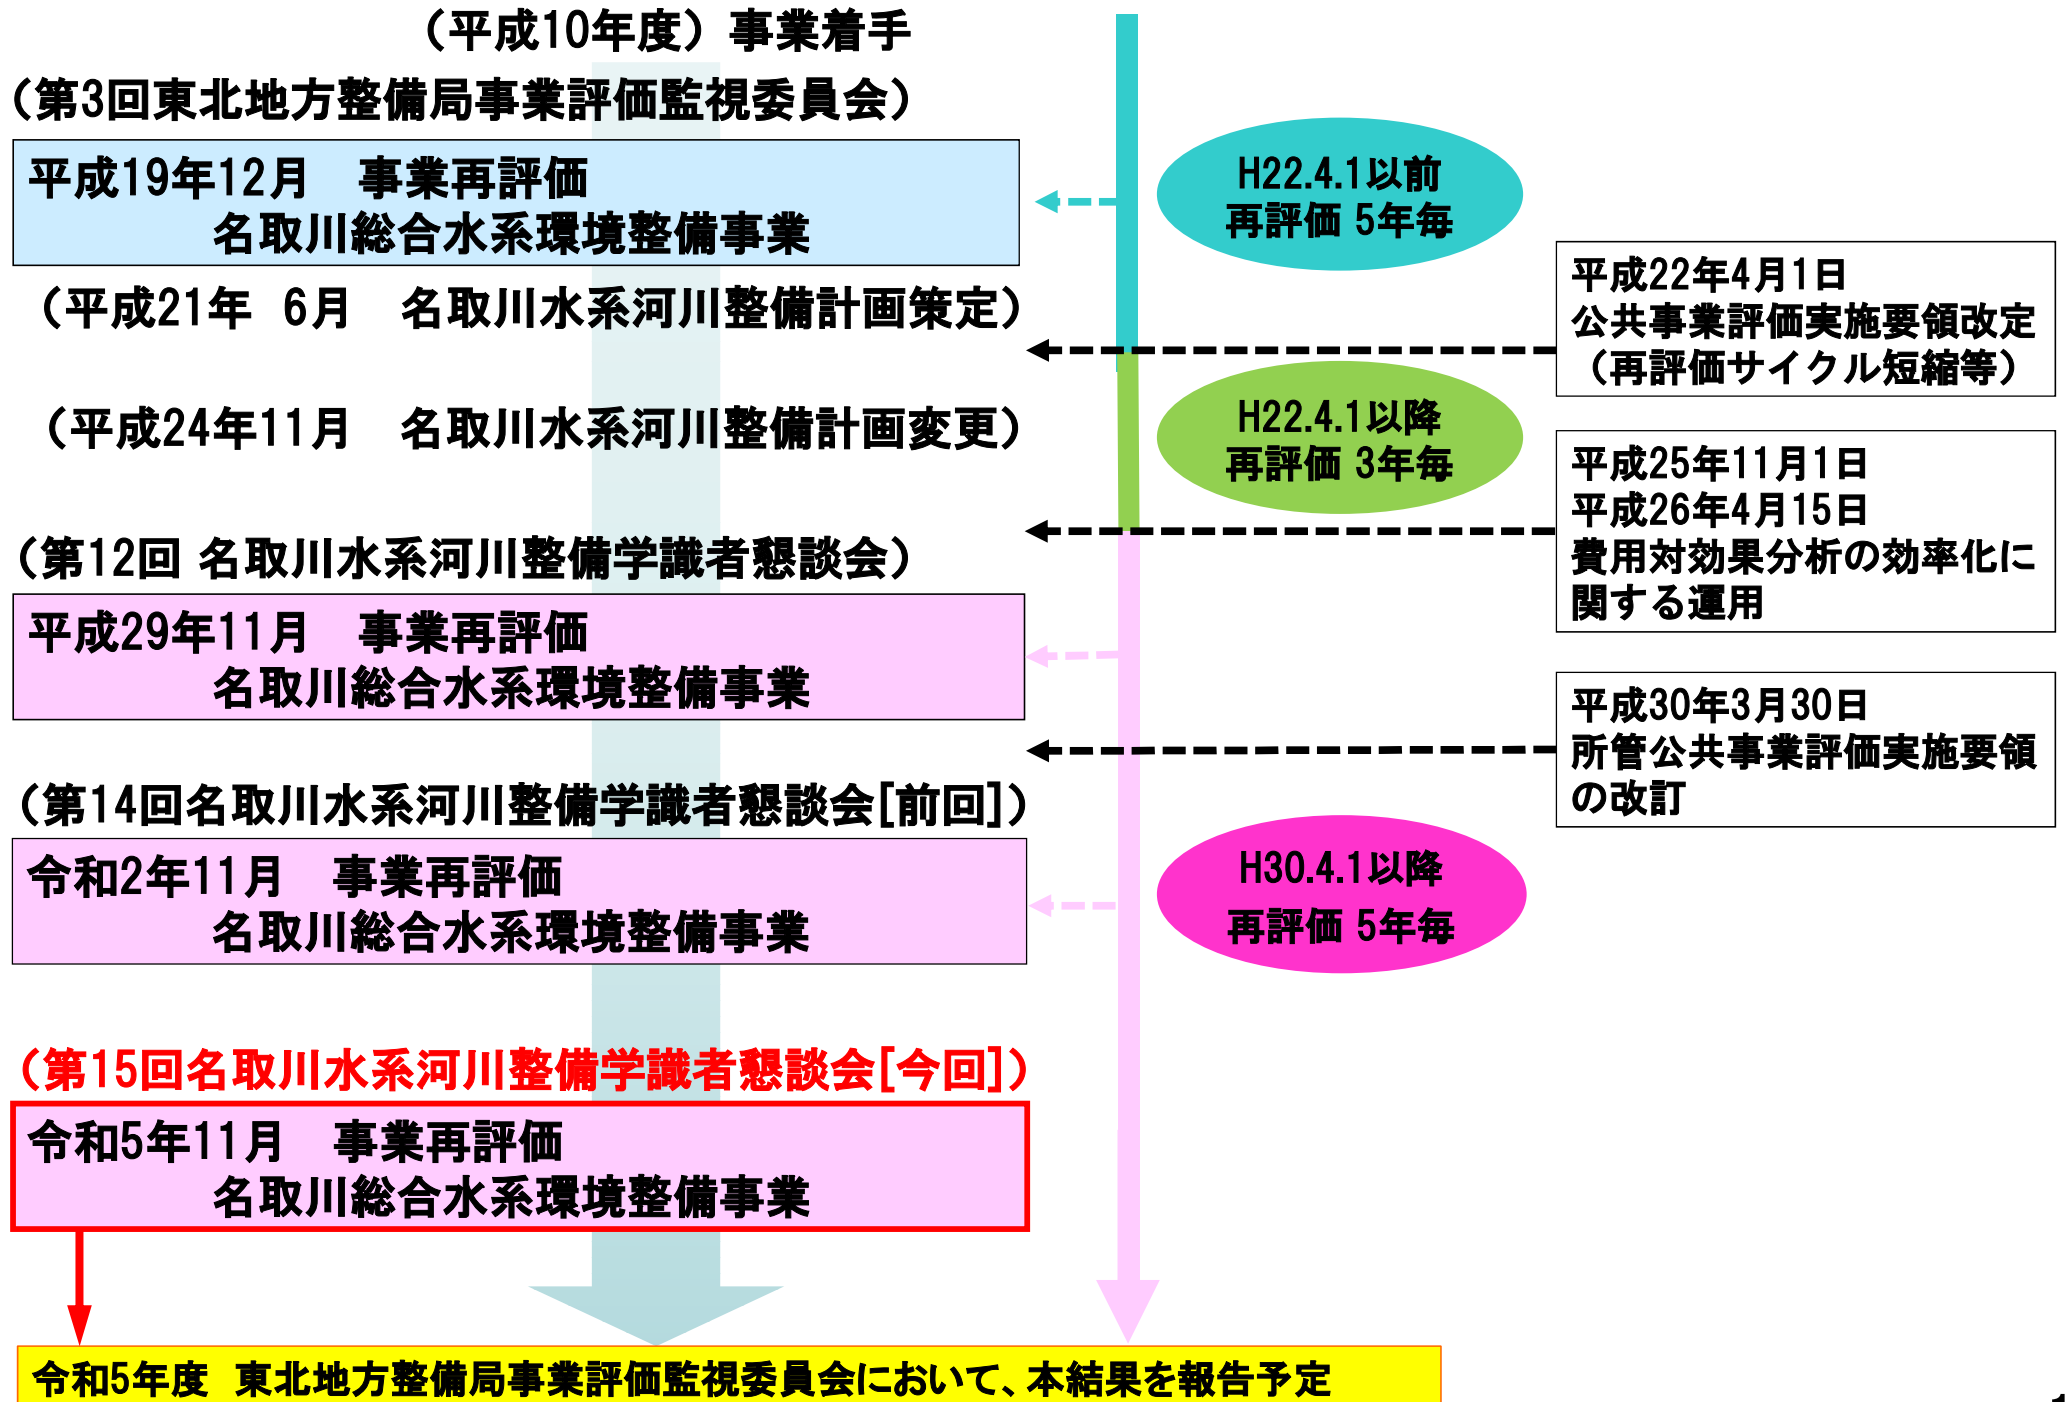 （平成10年度）事業着手
（第3回東北地方整備局事業評価監視委員会）
平成19年12月　事業再評価
名取川総合水系環境整備事業
（平成21年　6月　名取川水系河川整備計画策定）
（平成24年11月　名取川水系河川整備計画変更）
（第12回 名取川水系河川整備学識者懇談会）
平成29年11月　事業再評価
名取川総合水系環境整備事業
（第14回名取川水系河川整備学識者懇談会[前回]）
令和2年11月　事業再評価
名取川総合水系環境整備事業
（第15回名取川水系河川整備学識者懇談会[今回]）
令和5年11月　事業再評価
名取川総合水系環境整備事業
H22.4.1以前
再評価 5年毎
H22.4.1以降
再評価 3年毎
H30.4.1以降
再評価 5年毎
平成22年4月1日
公共事業評価実施要領改定
（再評価サイクル短縮等）
平成25年11月1日
平成26年4月15日
費用対効果分析の効率化に
関する運用
平成30年3月30日
所管公共事業評価実施要領
の改訂
令和5年度　東北地方整備局事業評価監視委員会において、本結果を報告予定